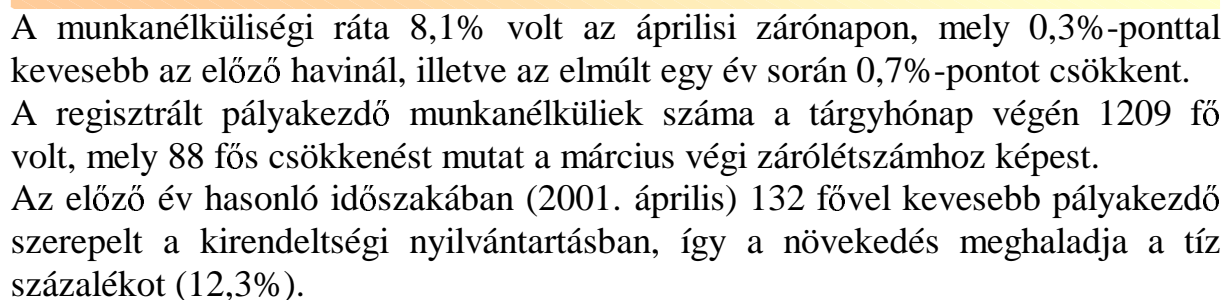 A munkanélküliségi ráta 8,1% volt az áprilisi zárónapon, mely 0,3%-ponttal
kevesebb az előző havinál, illetve az elmúlt egy év során 0,7%-pontot csökkent.
A regisztrált pályakezdő munkanélküliek száma a tárgyhónap végén 1209 fő
volt, mely 88 fős csökkenést mutat a március végi zárólétszámhoz képest.
Az előző év hasonló időszakában (2001. április) 132 fővel kevesebb pályakezdő
szerepelt a kirendeltségi nyilvántartásban, így a növekedés meghaladja a tíz
százalékot (12,3%).